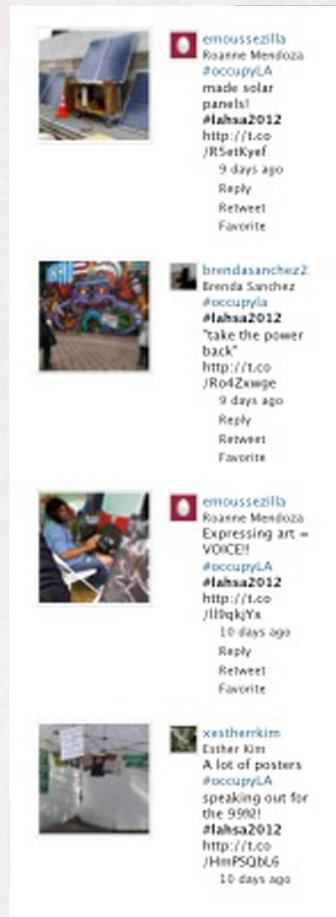 emoussezilla
Roanne Mendoza
#occupyLA
made solar
panels!
#lahsa2012
http://t.co
/R5etKyef
9 days ago
Reply
Retweet
Favorite
brendasanchez2
Brenda Sanchez
#occupyla
#lahsa2012
"take the power
back"
http://t.co
/Ro4Zxwge
9 days ago
Reply
Retweet
Favorite
emoussezilla
Roanne Mendoza
Expressing art =
VOICE!!
#occupyLA
#lahsa2012
http://t.co
10 days ago
Reply
Retweet
Favorite
xestherrkim
Esther Kim
A lot of posters
#occupyLA
speaking out for
the 99%!
#lahsa2012
http://t.co
/HmPSQbL6
10 days ago